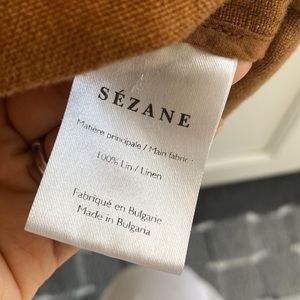 SÉZANE
Matière principale / Main fabric :
100% Lin / Linen
Fabriqué en Bulgarie
Made in Bulgaria